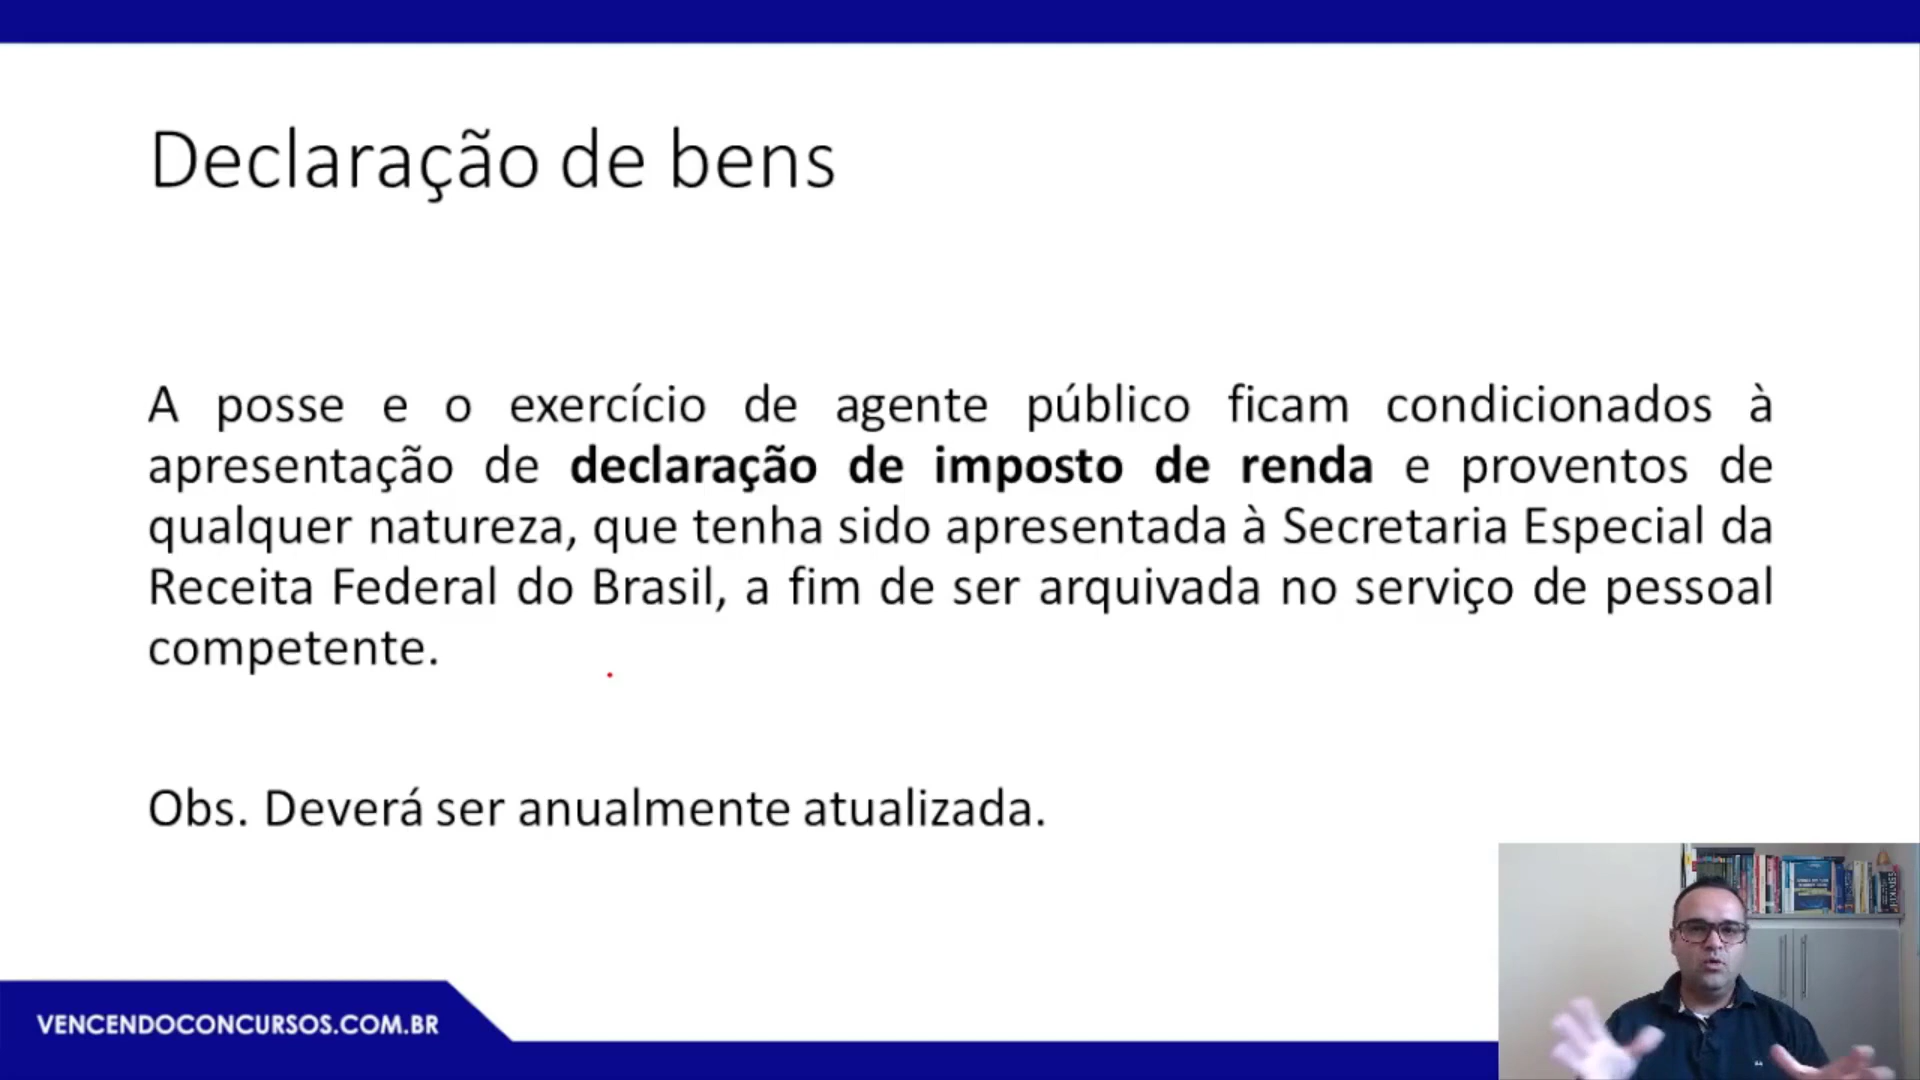 Declaração de bens
A posse e o exercício de agente público ficam condicionados à
apresentação de declaração de imposto de renda e proventos de
qualquer natureza, que tenha sido apresentada à Secretaria Especial da
Receita Federal do Brasil, a fim de ser arquivada no serviço de pessoal
competente.
Obs. Deverá ser anualmente atualizada.
VENCENDOCONCURSOS.COM.BR